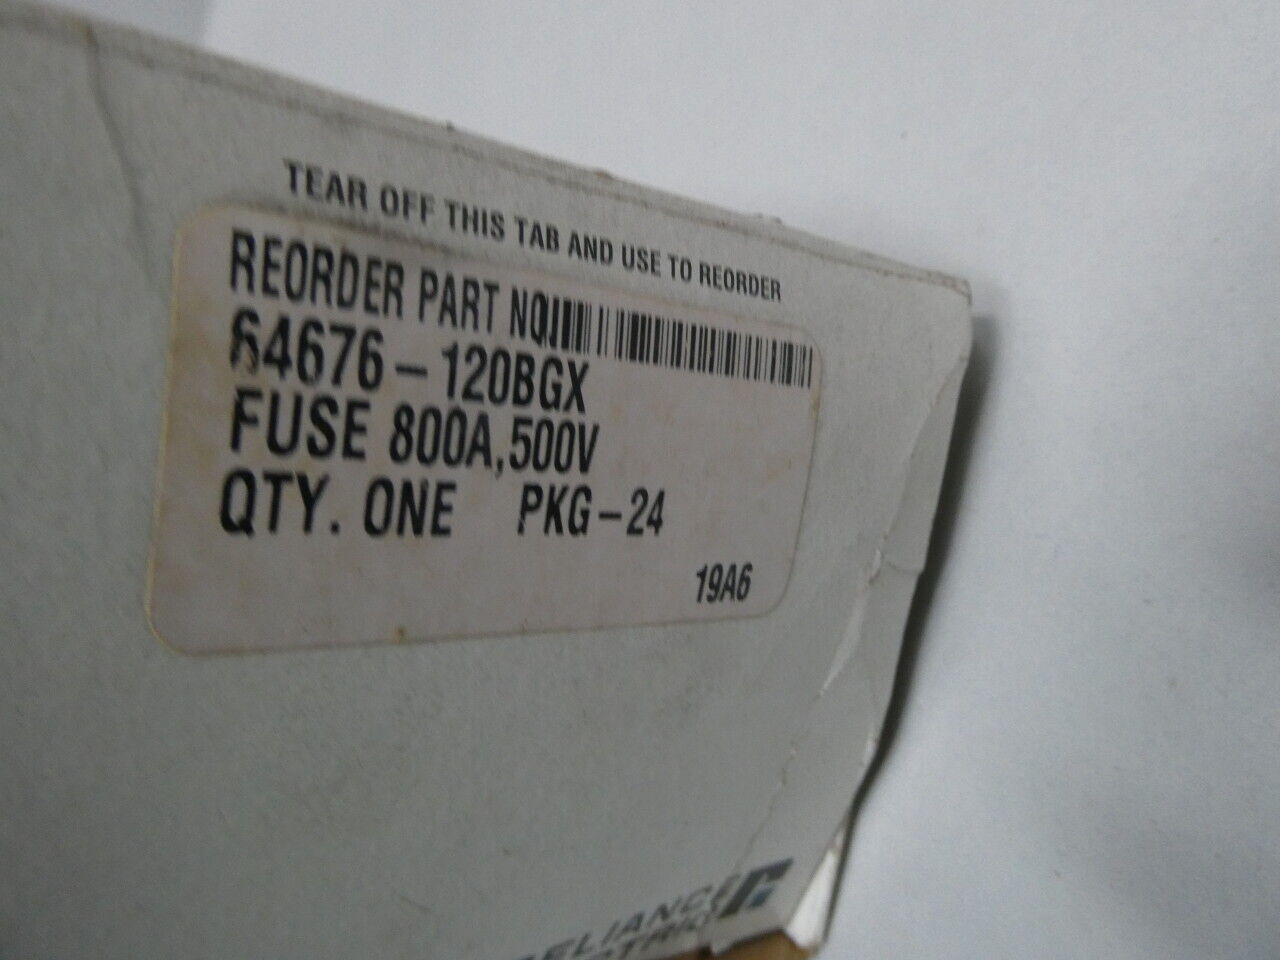 TEAR OFF THIS TAB AND USE TO REORDER
REORDER PART NO.
64676-120BGX
FUSE 800A,500V
QTY. ONE PKG-24
19A6
RELIANCE